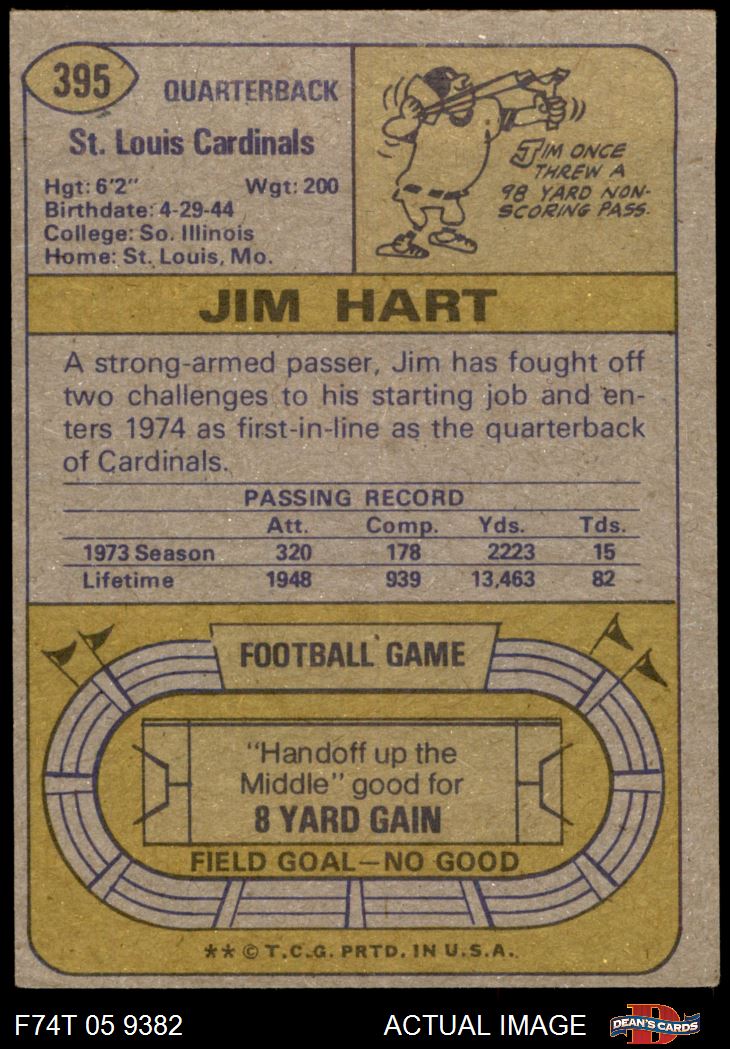 395
QUARTERBACK
St. Louis Cardinals
Hgt: 6'2" Wgt: 200
Birthdate: 4-29-44
College: So. Illinois
Home: St. Louis, Mo.
JIM ONCE
THREW A
98 YARD NON-
SCORING PASS.
JIM HART
A strong-armed passer, Jim has fought off
two challenges to his starting job and en-
ters 1974 as first-in-line as the quarterback
of Cardinals.
PASSING RECORD
Att. Comp. Yds. Tds.
1973 Season 320 178 2223 15
Lifetime 1948 939 13,463 82
FOOTBALL GAME
"Handoff up the
Middle" good for
8 YARD GAIN
FIELD GOAL—NO GOOD
** © T.C.G. PRTD. IN U.S.A.
F74T 05 9382 ACTUAL IMAGE DEAN'S CARDS